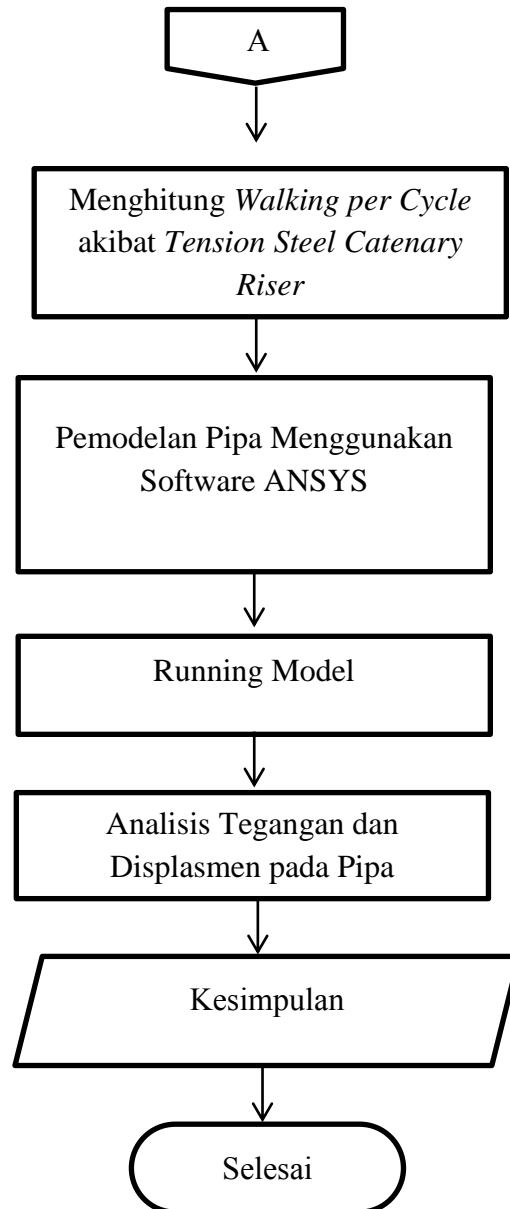 A
Menghitung Walking per Cycle
akibat Tension Steel Catenary
Riser
Pemodelan Pipa Menggunakan
Software ANSYS
Running Model
Analisis Tegangan dan
Displasmen pada Pipa
Kesimpulan
Selesai